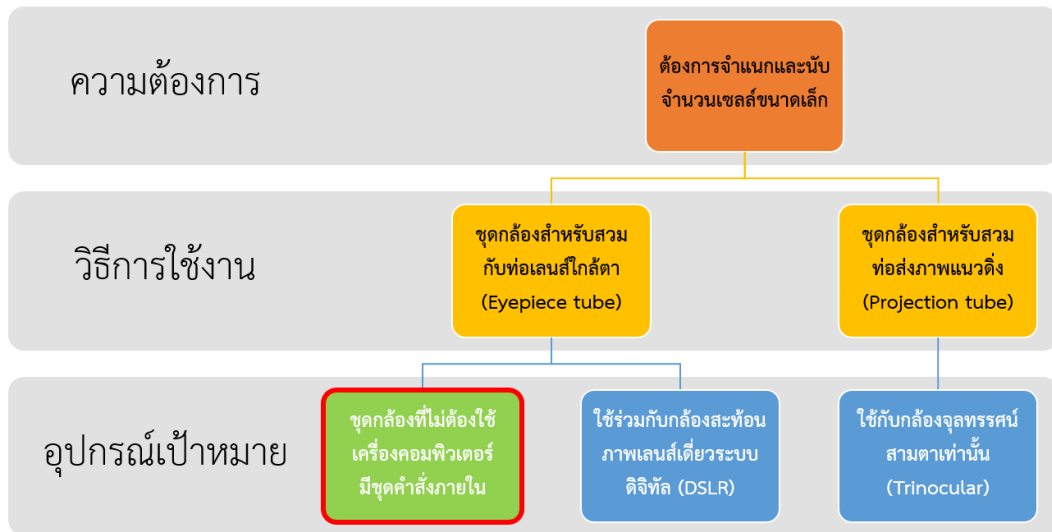 ความต้องการ
ต้องการจำแนกและนับ
จำนวนเซลล์ขนาดเล็ก
วิธีการใช้งาน
ชุดกล้องสำหรับสวม
กับท่อเลนส์ใกล้ตา
(Eyepiece tube)
ชุดกล้องสำหรับสวม
ท่อส่งภาพแนวดิ่ง
(Projection tube)
อุปกรณ์เป้าหมาย
ชุดกล้องที่ไม่ต้องใช้
เครื่องคอมพิวเตอร์
มีชุดคำสั่งภายใน
ใช้ร่วมกับกล้องสะท้อน
ภาพเลนส์เดี่ยวระบบ
ดิจิทัล (DSLR)
ใช้กับกล้องจุลทรรศน์
สามตาเท่านั้น
(Trinocular)